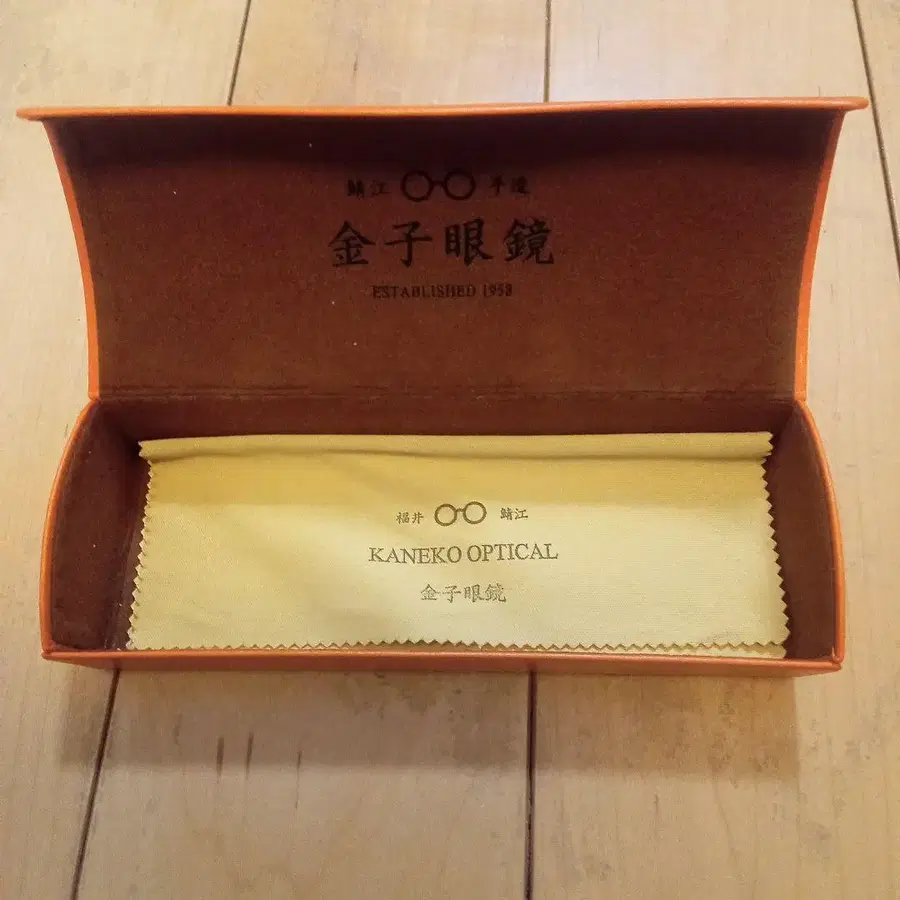 鯖江 手造
金子眼鏡
ESTABLISHED 1958
福井 鯖江
KANEKO OPTICAL
金子眼鏡